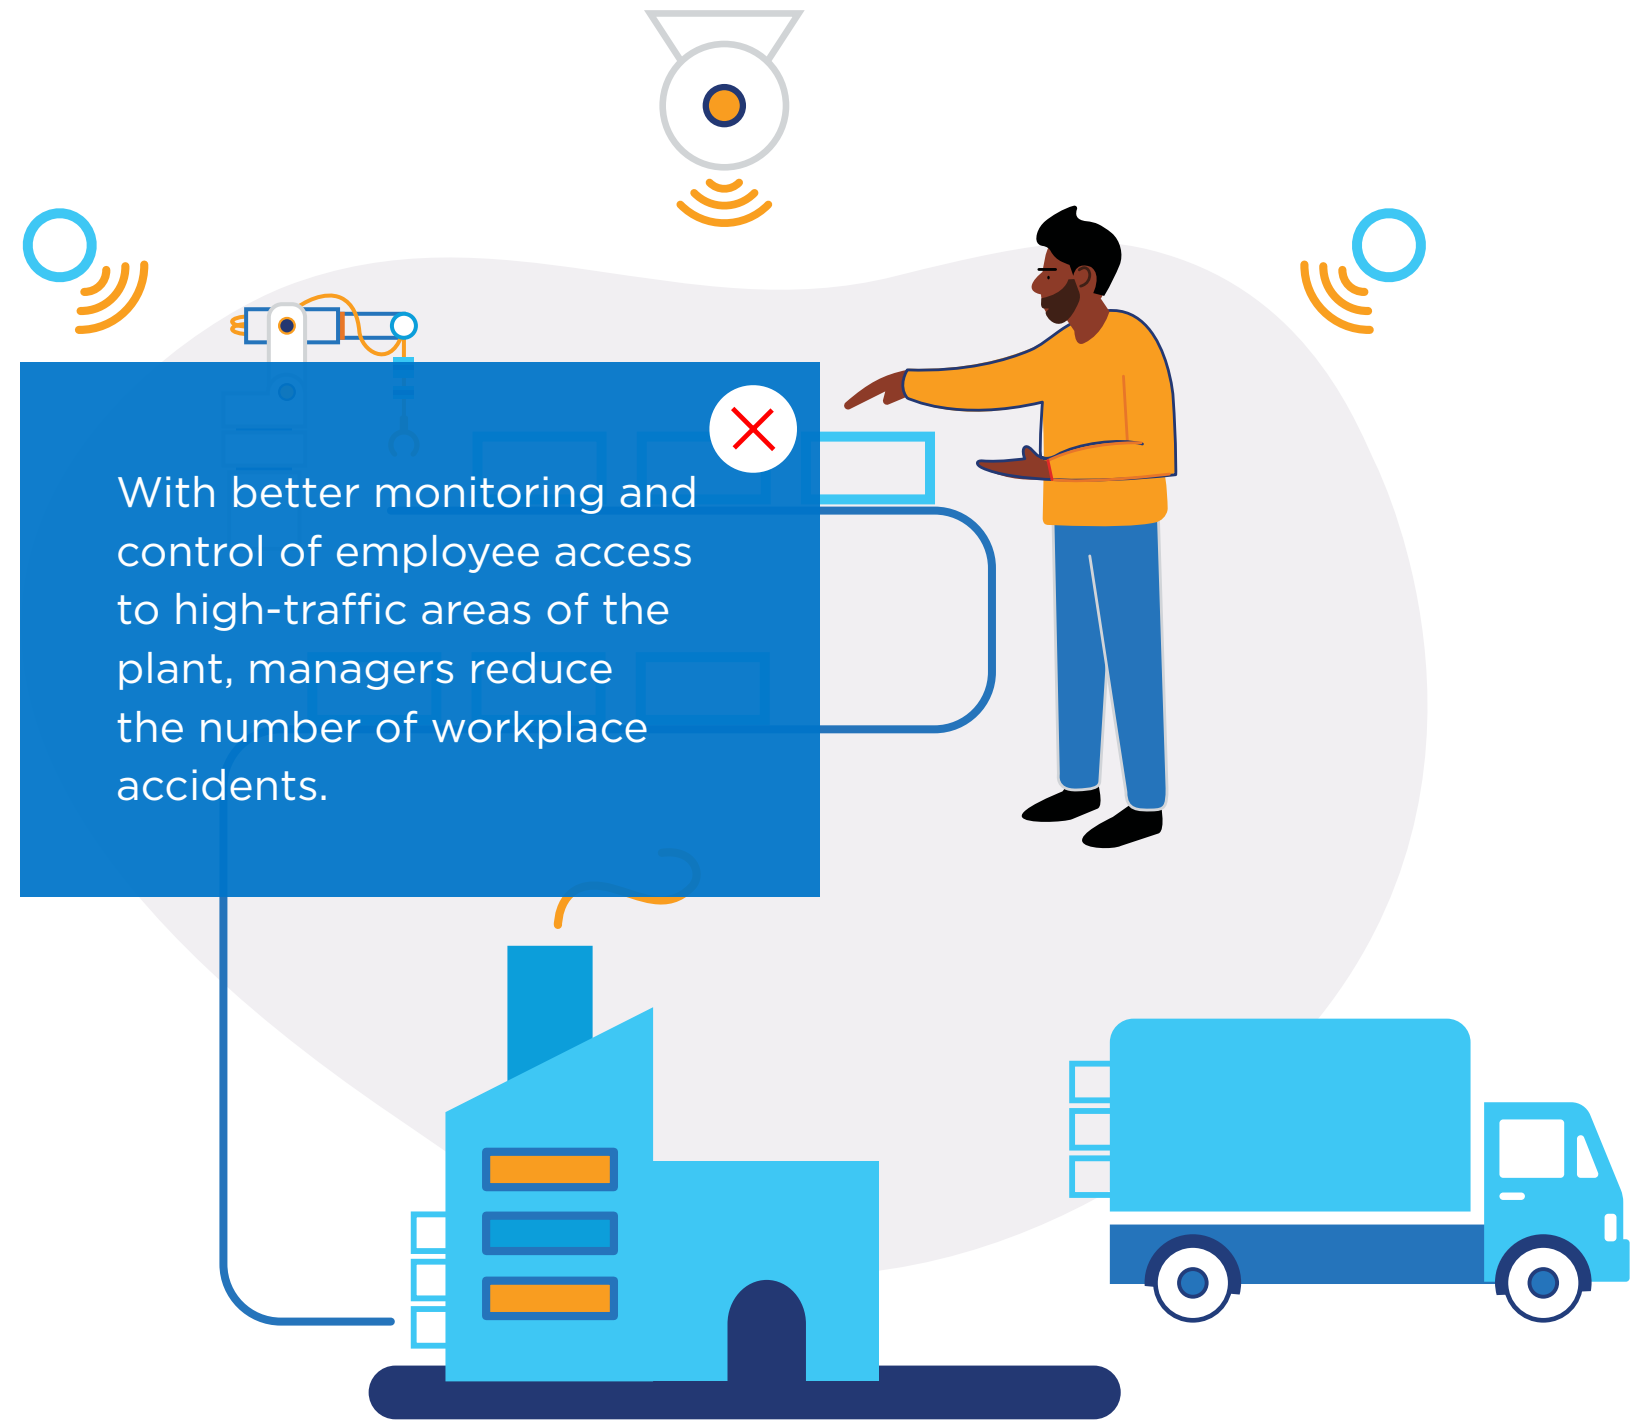 With better monitoring and
control of employee access
to high-traffic areas of the
plant, managers reduce
the number of workplace
accidents.